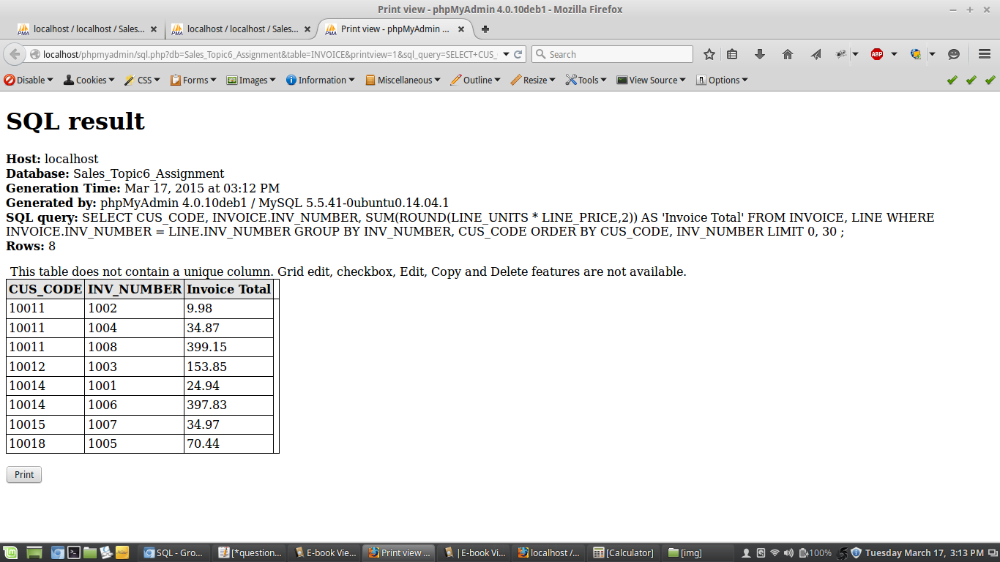 Print view - phpMyAdmin 4.0.10deb1 - Mozilla Firefox
localhost / localhost / Sales...
localhost / localhost / Sales...
Print view - phpMyAdmin ...
localhost/phpmyadmin/sql.php?db=Sales_Topic6_Assignment&table=INVOICE&printview=1&sql_query=SELECT+CUS_
Search
ABP
Disable Cookies CSS Forms Images Information Miscellaneous Outline Resize Tools View Source Options
SQL result
Host: localhost
Database: Sales_Topic6_Assignment
Generation Time: Mar 17, 2015 at 03:12 PM
Generated by: phpMyAdmin 4.0.10deb1 / MySQL 5.5.41-0ubuntu0.14.04.1
SQL query: SELECT CUS_CODE, INVOICE.INV_NUMBER, SUM(ROUND(LINE_UNITS * LINE_PRICE,2)) AS 'Invoice Total' FROM INVOICE, LINE WHERE
INVOICE.INV_NUMBER = LINE.INV_NUMBER GROUP BY INV_NUMBER, CUS_CODE ORDER BY CUS_CODE, INV_NUMBER LIMIT 0, 30 ;
Rows: 8
This table does not contain a unique column. Grid edit, checkbox, Edit, Copy and Delete features are not available.
CUS_CODE INV_NUMBER Invoice Total
10011 1002 9.98
10011 1004 34.87
10011 1008 399.15
10012 1003 153.85
10014 1001 24.94
10014 1006 397.83
10015 1007 34.97
10018 1005 70.44
Print
SQL - Gro... [*question... E-book Vie... Print view ... | E-book Vi... localhost /... [Calculator] [img] 100% Tuesday March 17, 3:13 PM